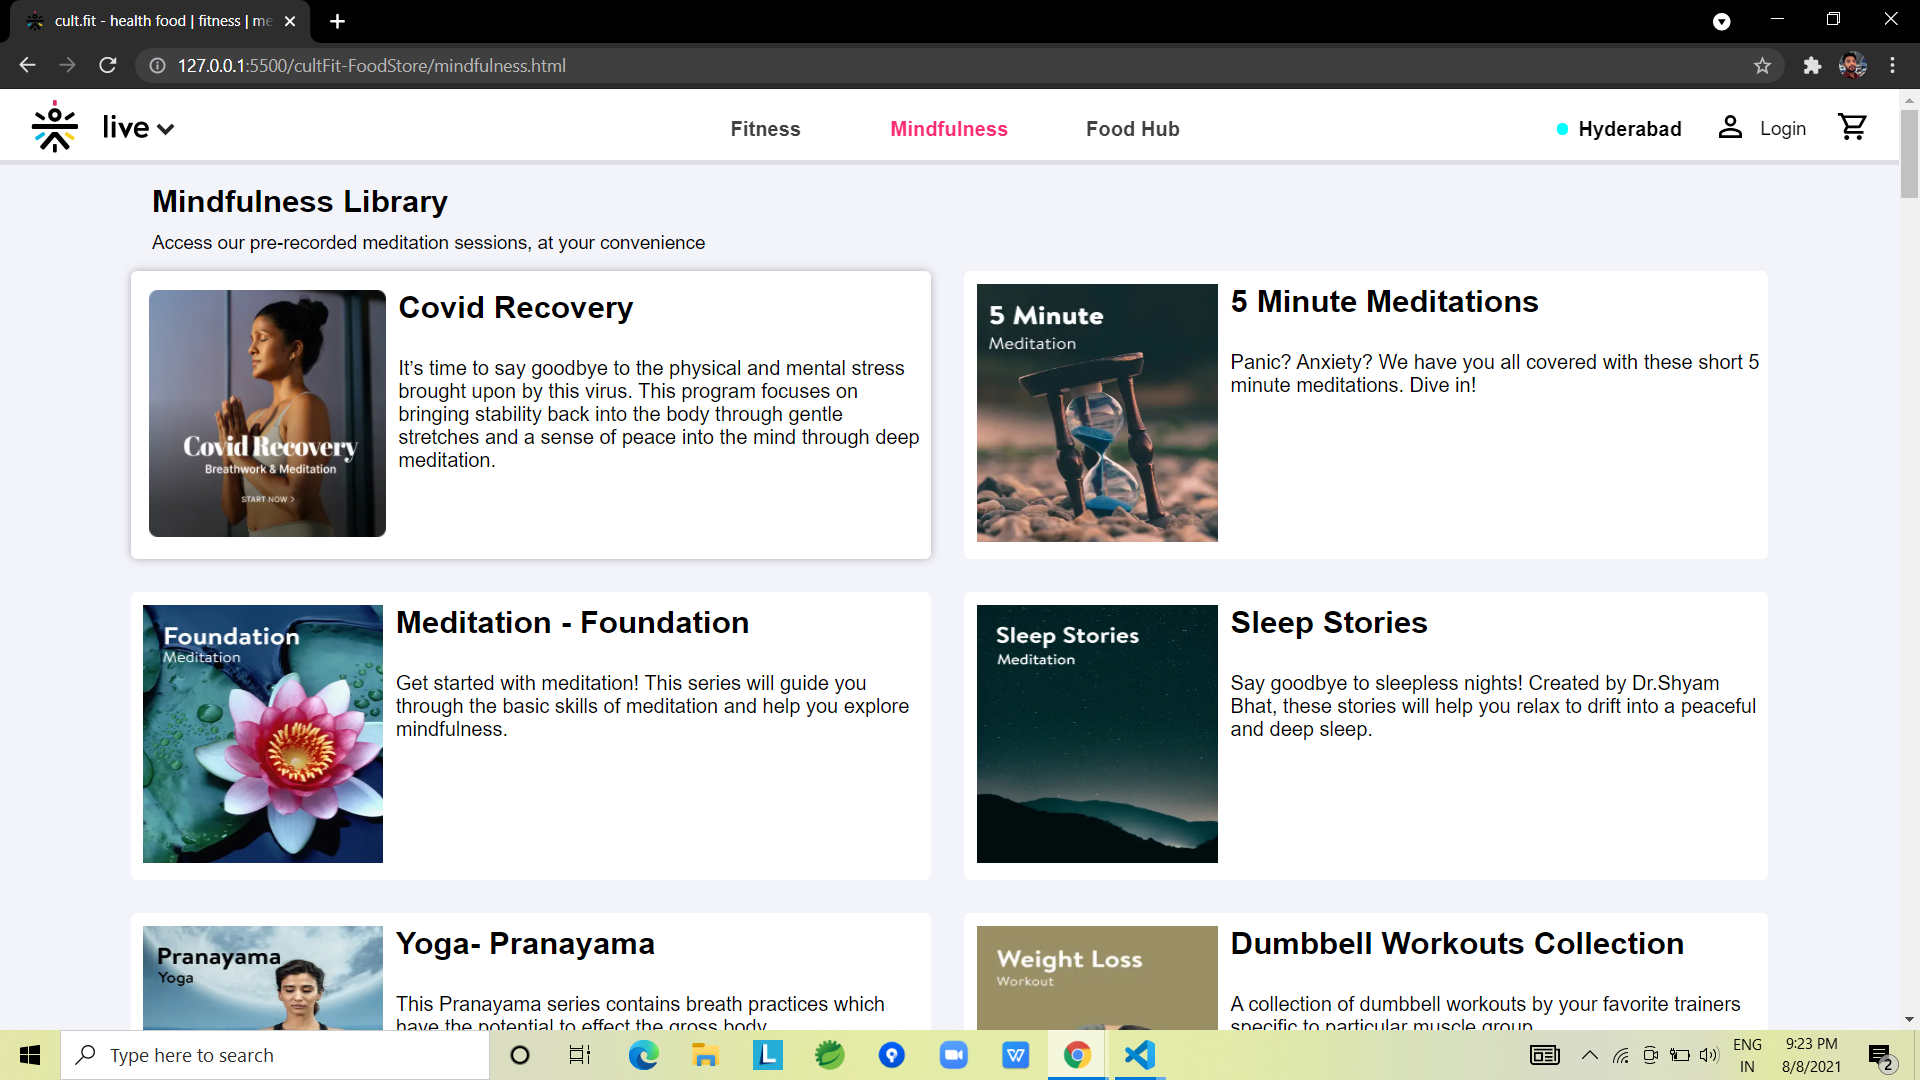 cult.fit - health food | fitness | me
127.0.0.1:5500/cultFit-FoodStore/mindfulness.html
live
Fitness
Mindfulness
Food Hub
Hyderabad
Login
Mindfulness Library
Access our pre-recorded meditation sessions, at your convenience
Covid Recovery
Breathwork & Meditation
START NOW >
Covid Recovery
It’s time to say goodbye to the physical and mental stress
brought upon by this virus. This program focuses on
bringing stability back into the body through gentle
stretches and a sense of peace into the mind through deep
meditation.
5 Minute
Meditation
5 Minute Meditations
Panic? Anxiety? We have you all covered with these short 5
minute meditations. Dive in!
Foundation
Meditation
Meditation - Foundation
Get started with meditation! This series will guide you
through the basic skills of meditation and help you explore
mindfulness.
Sleep Stories
Meditation
Sleep Stories
Say goodbye to sleepless nights! Created by Dr.Shyam
Bhat, these stories will help you relax to drift into a peaceful
and deep sleep.
Pranayama
Yoga
Yoga- Pranayama
This Pranayama series contains breath practices which
have the potential to effect the gross body
Weight Loss
Workout
Dumbbell Workouts Collection
A collection of dumbbell workouts by your favorite trainers
specific to particular muscle group
Type here to search
L
W
ENG
IN
9:23 PM
8/8/2021
2